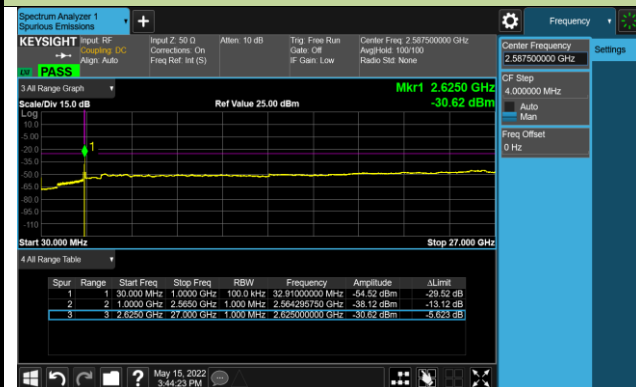 Spectrum Analyzer 1
Spurious Emissions
+
Frequency
KEYSIGHT
Input: RF
Coupling: DC
Align: Auto
Input Z: 50 Ω
Corrections: On
Freq Ref: Int (S)
Atten: 10 dB
Trig: Free Run
Gate: Off
IF Gain: Low
Center Freq: 2.587500000 GHz
Avg|Hold: 100/100
Radio Std: None
PASS
Center Frequency
2.587500000 GHz
Settings
CF Step
4.000000 MHz
Auto
Man
Freq Offset
0 Hz
3 All Range Graph
Mkr1 2.6250 GHz
Scale/Div 15.0 dB
Ref Value 25.00 dBm
-30.62 dBm
Log
10.0
-5.00
-20.0
-35.0
-50.0
-65.0
-80.0
-95.0
-110
1
Start 30.000 MHz
Stop 27.000 GHz
4 All Range Table
Spur Range Start Freq Stop Freq RBW Frequency Amplitude ΔLimit
1 1 30.000 MHz 1.0000 GHz 100.0 kHz 32.91000000 MHz -54.52 dBm -29.52 dB
2 2 1.0000 GHz 2.5650 GHz 1.000 MHz 2.564295750 GHz -38.12 dBm -13.12 dB
3 3 2.6250 GHz 27.000 GHz 1.000 MHz 2.625000000 GHz -30.62 dBm -5.623 dB
?
May 15, 2022
3:44:23 PM